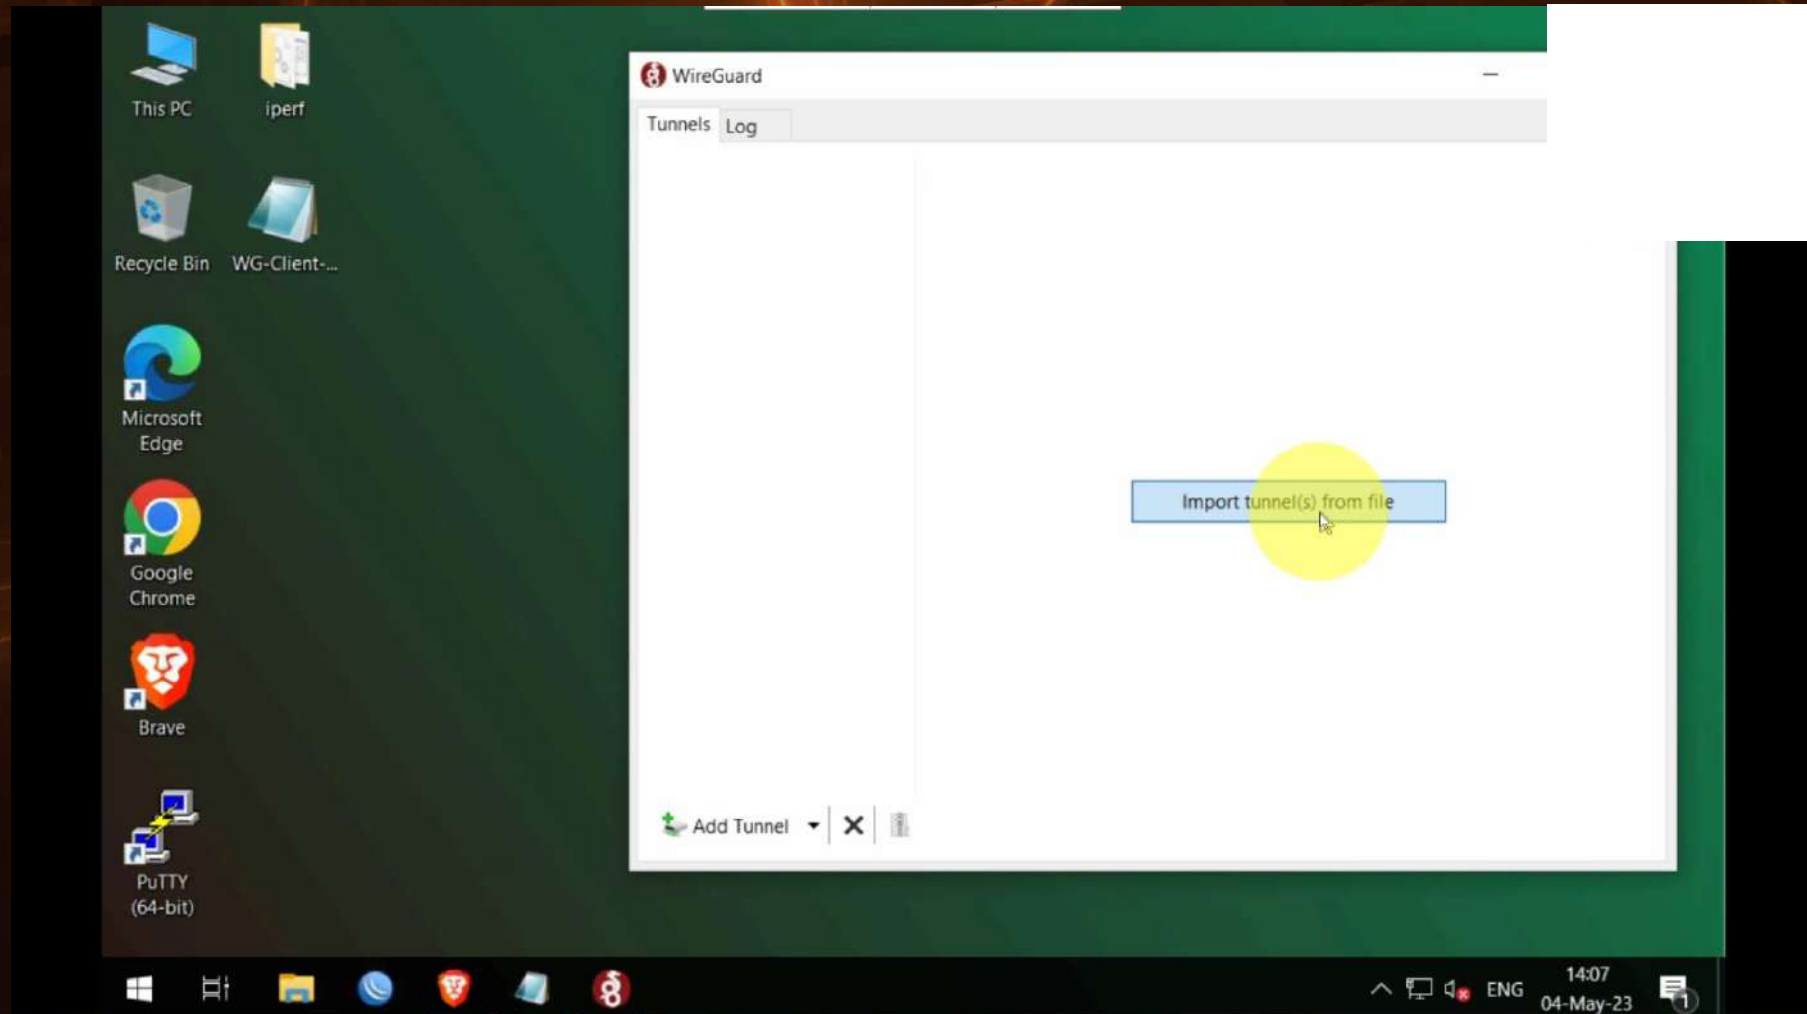 This PC
iperf
Recycle Bin
WG-Client-...
Microsoft
Edge
Google
Chrome
Brave
PuTTY
(64-bit)
WireGuard
Tunnels
Log
Import tunnel(s) from file
Add Tunnel
ENG
14:07
04-May-23
1